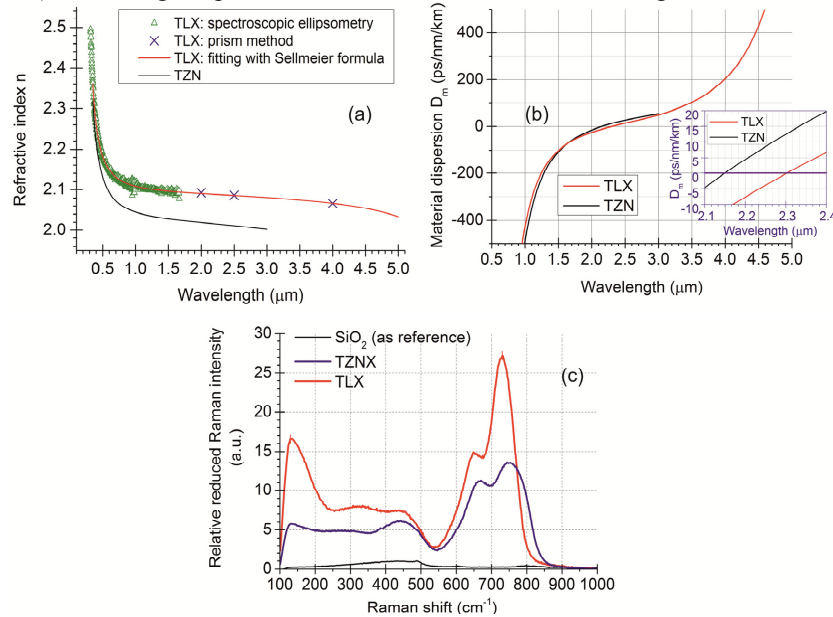 TLX: spectroscopic ellipsometry
TLX: prism method
TLX: fitting with Sellmeier formula
TZN
(a)
Refractive index n
2.5
2.4
2.3
2.2
2.1
2.0
0.5 1.0 1.5 2.0 2.5 3.0 3.5 4.0 4.5 5.0
Wavelength (μm)
Material dispersion Dm (ps/nm/km)
400
200
0
-200
-400
(b)
TLX
TZN
0.5 1.0 1.5 2.0 2.5 3.0 3.5 4.0 4.5 5.0
Wavelength (μm)
TLX
TZN
Dm (ps/nm/km)
20
15
10
5
0
-5
-10
2.1 2.2 2.3 2.4
Wavelength (μm)
SiO2 (as reference)
TZNX
TLX
(c)
Relative reduced Raman intensity
(a.u.)
30
25
20
15
10
5
0
100 200 300 400 500 600 700 800 900 1000
Raman shift (cm-1)